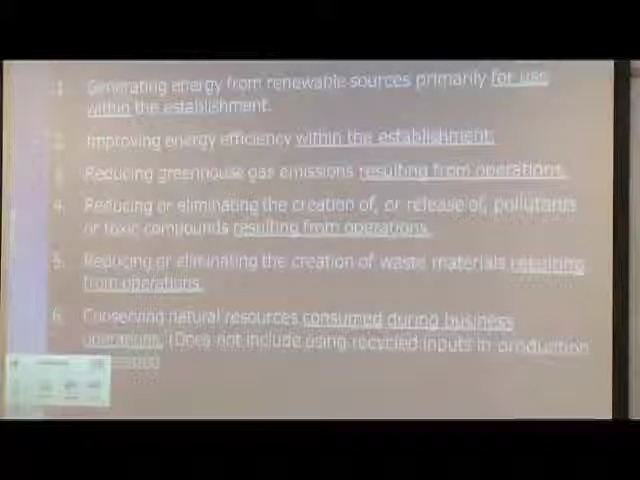 1. Generating energy from renewable sources primarily for use
within the establishment.
2. Improving energy efficiency within the establishment.
3. Reducing greenhouse gas emissions resulting from operations.
4. Reducing or eliminating the creation of, or release of, pollutants
or toxic compounds resulting from operations.
5. Reducing or eliminating the creation of waste materials resulting
from operations.
6. Conserving natural resources consumed during business
operations. (Does not include using recycled inputs in production